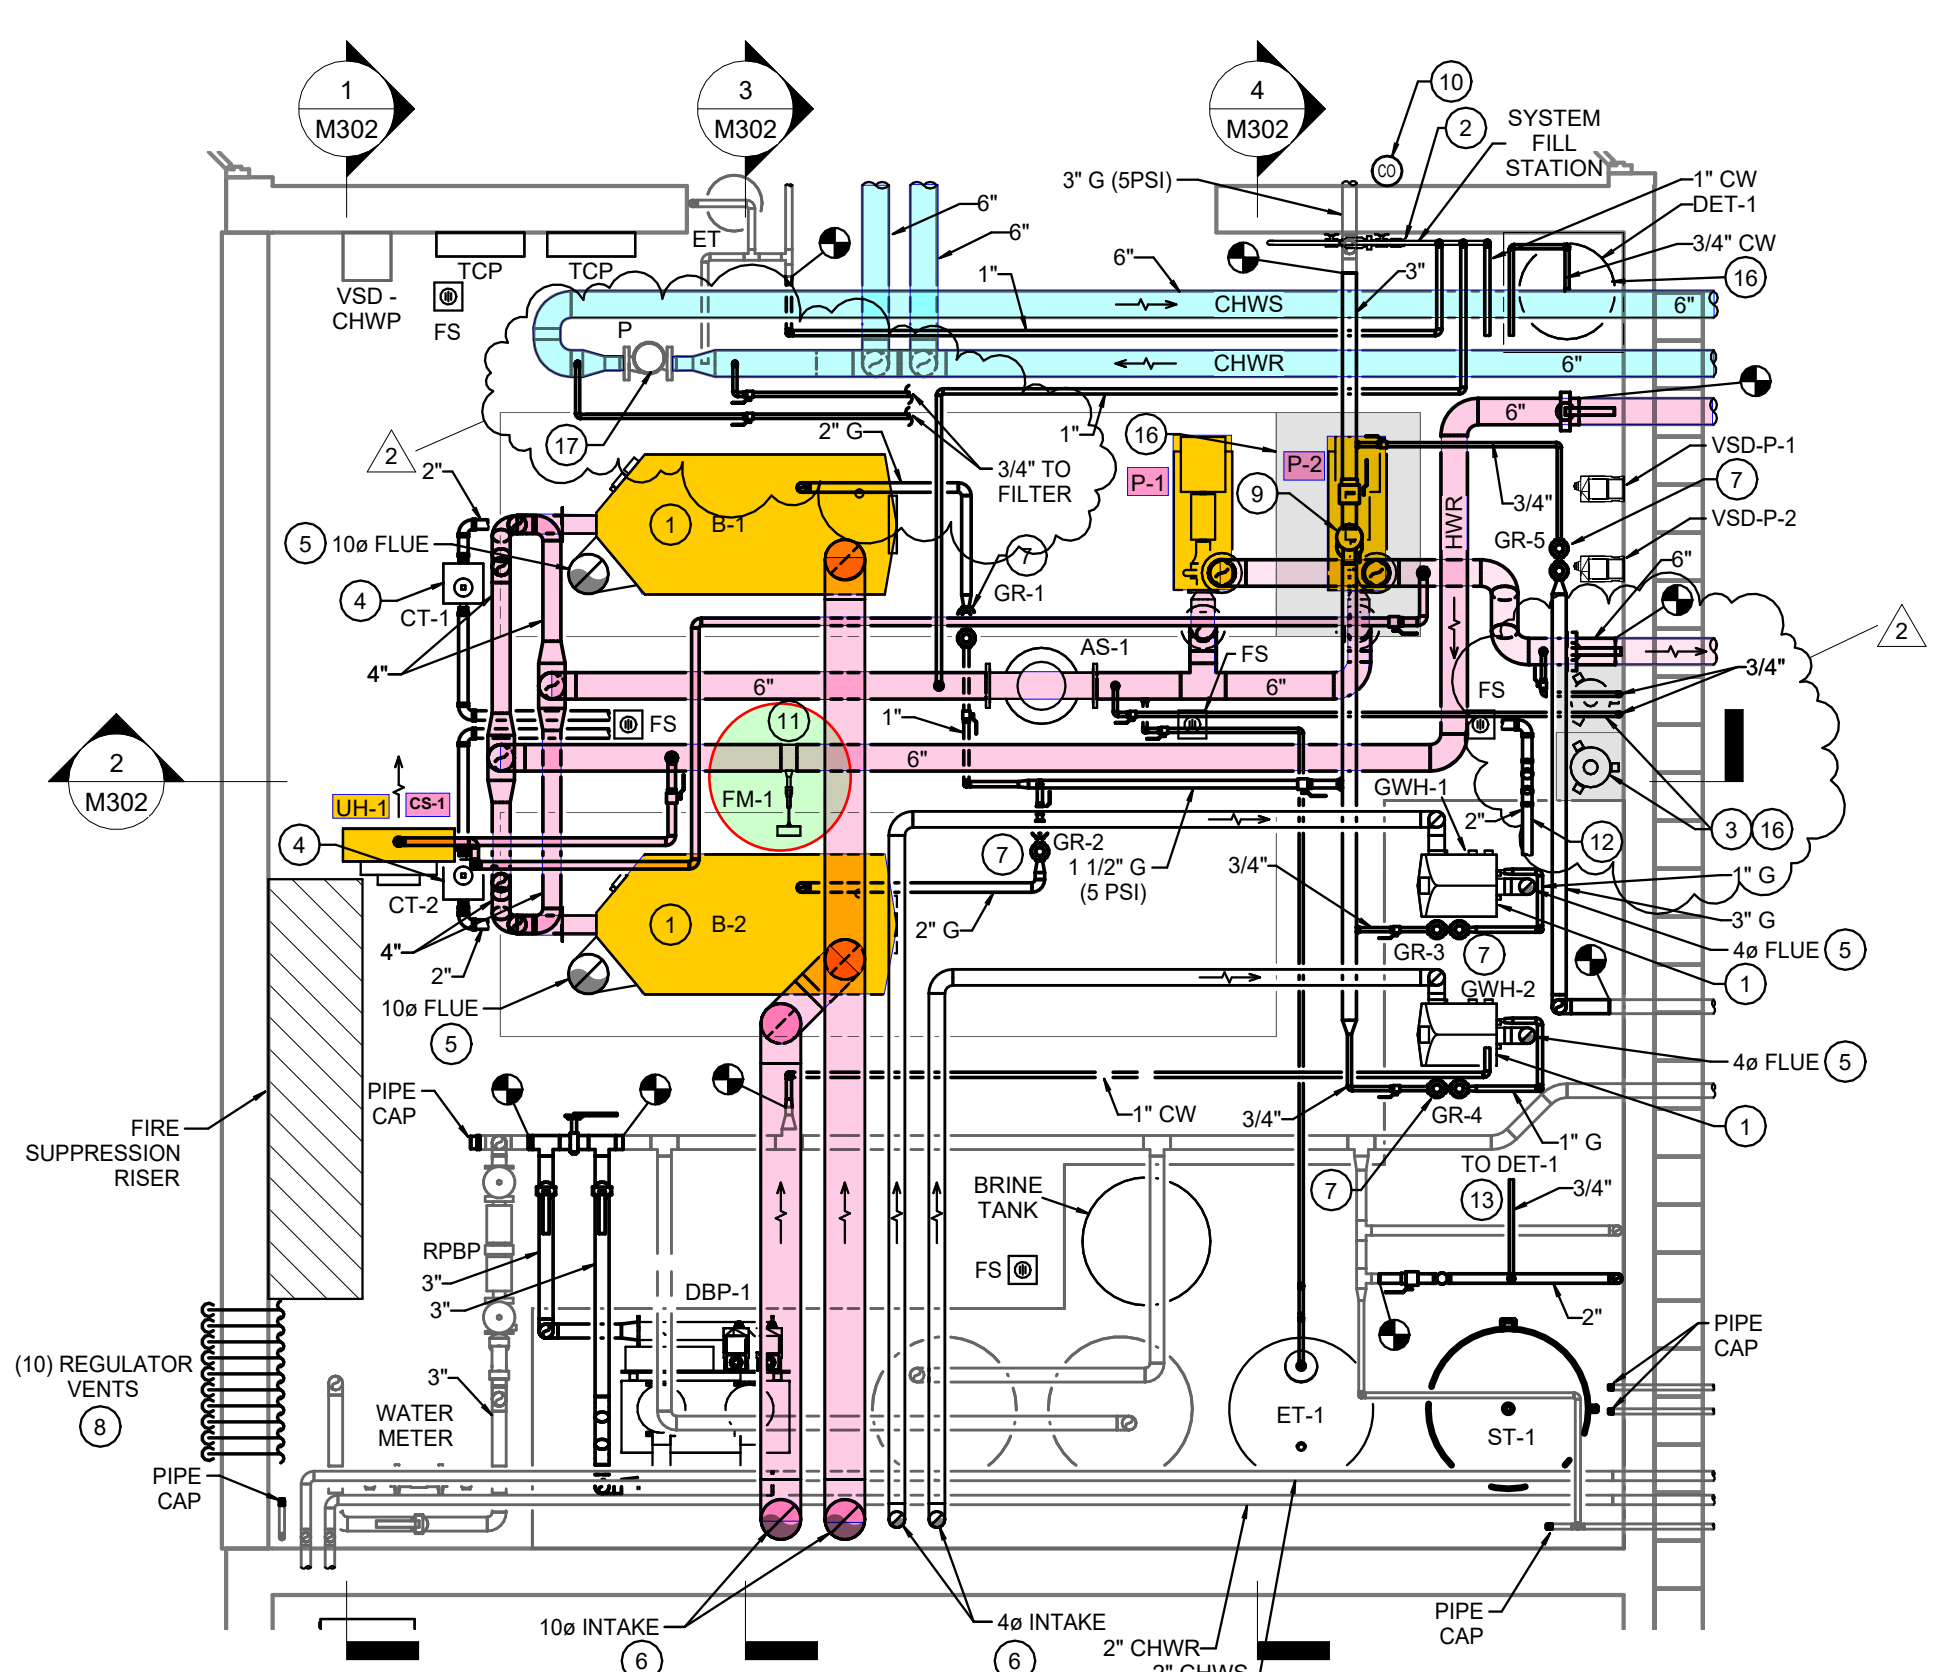 1
M302
3
M302
4
M302
10
CO
2
SYSTEM
FILL
STATION
3" G (5PSI)
1" CW
DET-1
3/4" CW
16
6"
6"
ET
TCP
TCP
VSD -
CHWP
FS
6"
1"
3"
CHWS
6"
P
CHWR
6"
17
2
2" G
3/4" TO
FILTER
1"
16
6"
VSD-P-1
7
VSD-P-2
2"
P-1
P-2
9
3/4"
HWR
GR-5
6"
5
10ø FLUE
1
B-1
7
GR-1
4
CT-1
2
4"
AS-1
FS
6"
6"
FS
3/4"
FS
11
1"
6"
2
M302
UH-1
CS-1
FM-1
GWH-1
2"
12
3
16
4
GR-2
7
1 1/2" G
(5 PSI)
3/4"
CT-2
1
B-2
2" G
1" G
3" G
4"
2"
GR-3
7
4ø FLUE
5
10ø FLUE
5
GWH-2
1
4ø FLUE
5
PIPE
CAP
1" CW
3/4"
GR-4
1
1" G
FIRE
SUPPRESSION
RISER
TO DET-1
13
3/4"
7
BRINE
TANK
RPBP
3"
3"
FS
DBP-1
2"
PIPE
CAP
(10) REGULATOR
VENTS
8
3"
WATER
METER
ET-1
ST-1
PIPE
CAP
10ø INTAKE
6
4ø INTAKE
6
PIPE
CAP
2" CHWR
2" CHWS